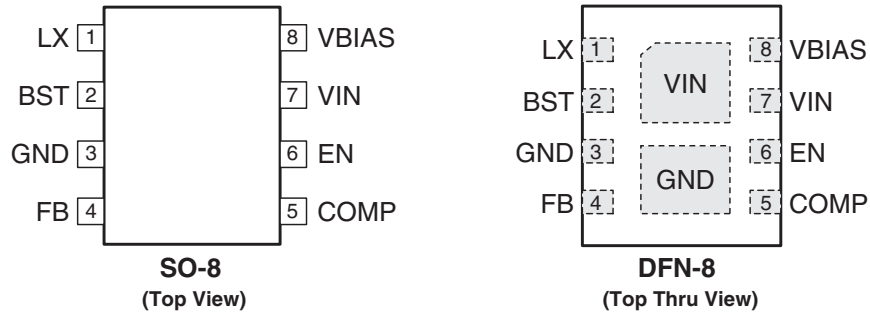 LX 1 8 VBIAS
BST 2 7 VIN
GND 3 6 EN
FB 4 5 COMP
SO-8
(Top View)
LX 1 VIN 8 VBIAS
BST 2 7 VIN
GND 3 GND 6 EN
FB 4 5 COMP
DFN-8
(Top Thru View)